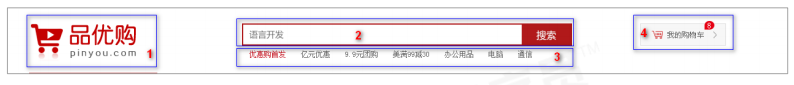 品优购
pinyou.com
1
语言开发
2
搜索
优惠购首发 亿元优惠 9.9元团购 美满99减30 办公用品 电脑 通信
3
4
我的购物车
8